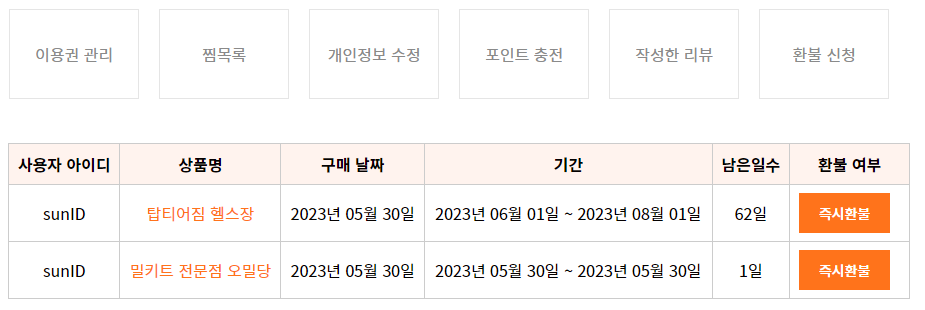 이용권 관리 찜목록 개인정보 수정 포인트 충전 작성한 리뷰 환불 신청
사용자 아이디 상품명 구매 날짜 기간 남은일수 환불 여부
sunID 탑티어짐 헬스장 2023년 05월 30일 2023년 06월 01일 ~ 2023년 08월 01일 62일 즉시환불
sunID 밀키트 전문점 오밀당 2023년 05월 30일 2023년 05월 30일 ~ 2023년 05월 30일 1일 즉시환불